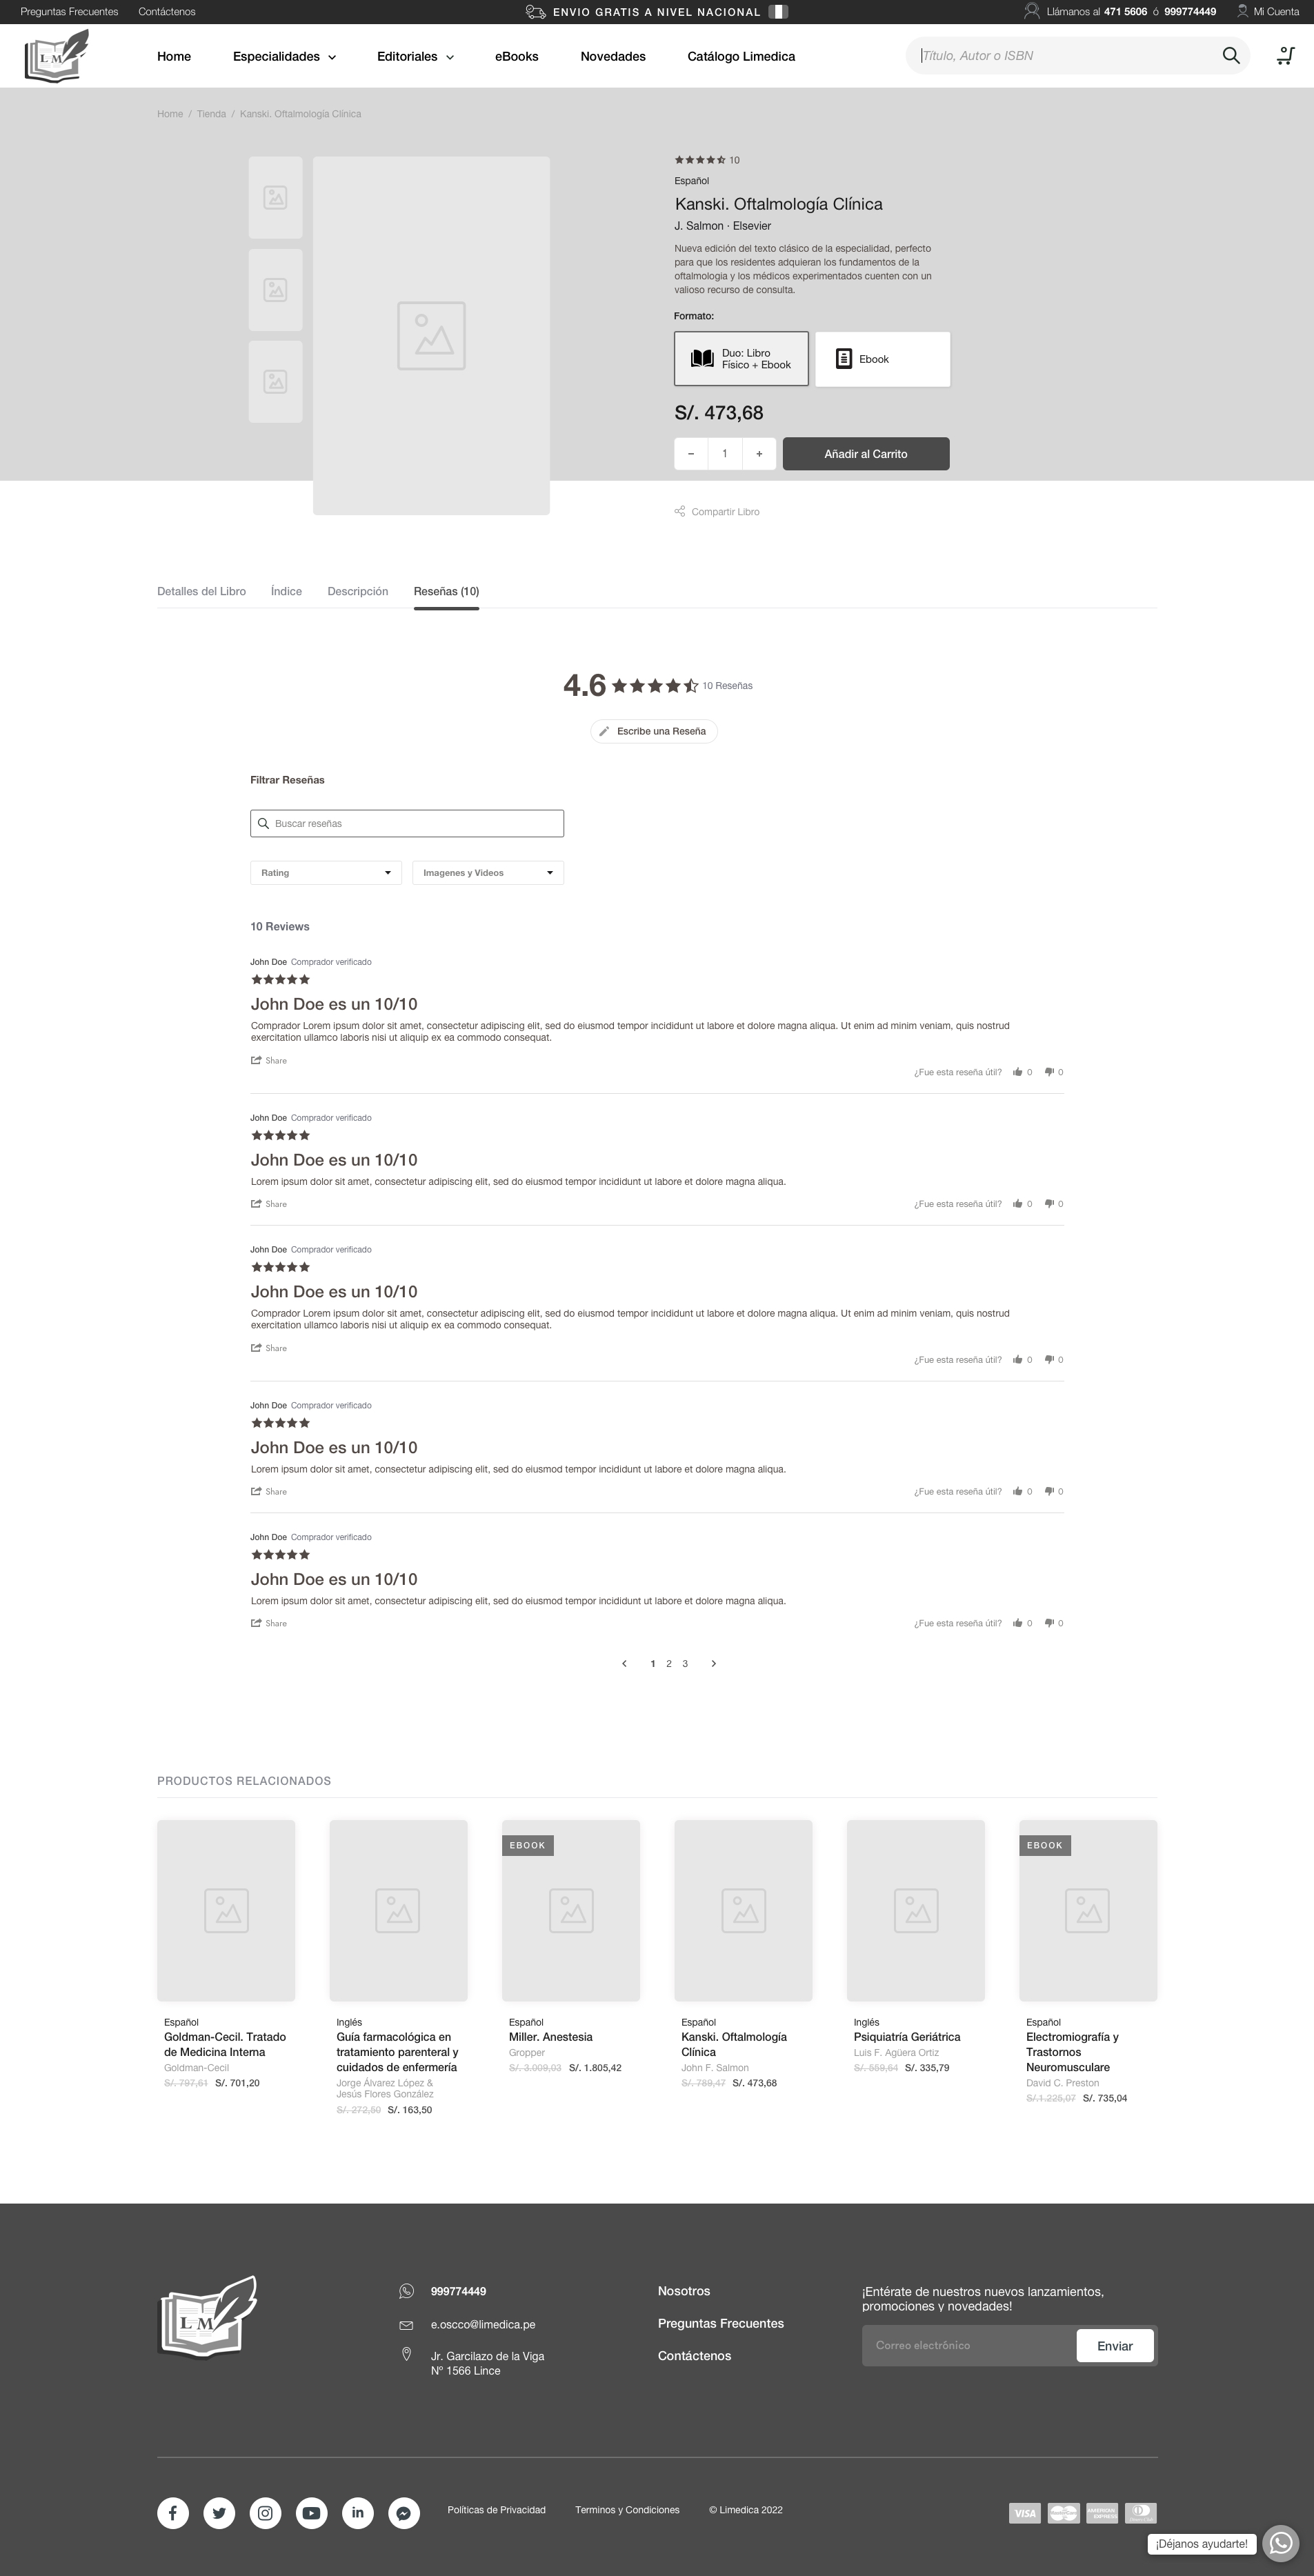 Preguntas Frecuentes
Contáctenos
ENVIO GRATIS A NIVEL NACIONAL
Llámanos al 471 5606 ó 999774449
Mi Cuenta
L M
Home
Especialidades
Editoriales
eBooks
Novedades
Catálogo Limedica
Título, Autor o ISBN
0
Home / Tienda / Kanski. Oftalmología Clínica
10
Español
Kanski. Oftalmología Clínica
J. Salmon · Elsevier
Nueva edición del texto clásico de la especialidad, perfecto
para que los residentes adquieran los fundamentos de la
oftalmologia y los médicos experimentados cuenten con un
valioso recurso de consulta.
Formato:
Duo: Libro
Físico + Ebook
Ebook
S/. 473,68
− 1 +
Añadir al Carrito
Compartir Libro
Detalles del Libro
Índice
Descripción
Reseñas (10)
4.6
10 Reseñas
Escribe una Reseña
Filtrar Reseñas
Buscar reseñas
Rating
Imagenes y Videos
10 Reviews
John Doe Comprador verificado
John Doe es un 10/10
Comprador Lorem ipsum dolor sit amet, consectetur adipiscing elit, sed do eiusmod tempor incididunt ut labore et dolore magna aliqua. Ut enim ad minim veniam, quis nostrud
exercitation ullamco laboris nisi ut aliquip ex ea commodo consequat.
Share
¿Fue esta reseña útil? 0 0
John Doe Comprador verificado
John Doe es un 10/10
Lorem ipsum dolor sit amet, consectetur adipiscing elit, sed do eiusmod tempor incididunt ut labore et dolore magna aliqua.
Share
¿Fue esta reseña útil? 0 0
John Doe Comprador verificado
John Doe es un 10/10
Comprador Lorem ipsum dolor sit amet, consectetur adipiscing elit, sed do eiusmod tempor incididunt ut labore et dolore magna aliqua. Ut enim ad minim veniam, quis nostrud
exercitation ullamco laboris nisi ut aliquip ex ea commodo consequat.
Share
¿Fue esta reseña útil? 0 0
John Doe Comprador verificado
John Doe es un 10/10
Lorem ipsum dolor sit amet, consectetur adipiscing elit, sed do eiusmod tempor incididunt ut labore et dolore magna aliqua.
Share
¿Fue esta reseña útil? 0 0
John Doe Comprador verificado
John Doe es un 10/10
Lorem ipsum dolor sit amet, consectetur adipiscing elit, sed do eiusmod tempor incididunt ut labore et dolore magna aliqua.
Share
¿Fue esta reseña útil? 0 0
1 2 3
PRODUCTOS RELACIONADOS
Español
Goldman-Cecil. Tratado
de Medicina Interna
Goldman-Cecil
S/. 797,61 S/. 701,20
Inglés
Guía farmacológica en
tratamiento parenteral y
cuidados de enfermería
Jorge Álvarez López &
Jesús Flores González
S/. 272,50 S/. 163,50
EBOOK
Español
Miller. Anestesia
Gropper
S/. 3.009,03 S/. 1.805,42
Español
Kanski. Oftalmología
Clínica
John F. Salmon
S/. 789,47 S/. 473,68
Inglés
Psiquiatría Geriátrica
Luis F. Agüera Ortiz
S/. 559,64 S/. 335,79
EBOOK
Español
Electromiografía y
Trastornos
Neuromusculare
David C. Preston
S/.1.225,07 S/. 735,04
L M
999774449
e.oscco@limedica.pe
Jr. Garcilazo de la Viga
Nº 1566 Lince
Nosotros
Preguntas Frecuentes
Contáctenos
¡Entérate de nuestros nuevos lanzamientos,
promociones y novedades!
Correo electrónico
Enviar
Políticas de Privacidad
Terminos y Condiciones
© Limedica 2022
VISA
AMERICAN
EXPRESS
¡Déjanos ayudarte!